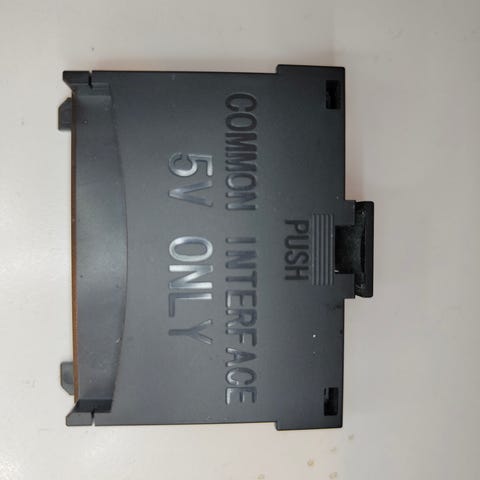 PUSH
COMMON INTERFACE
5V ONLY